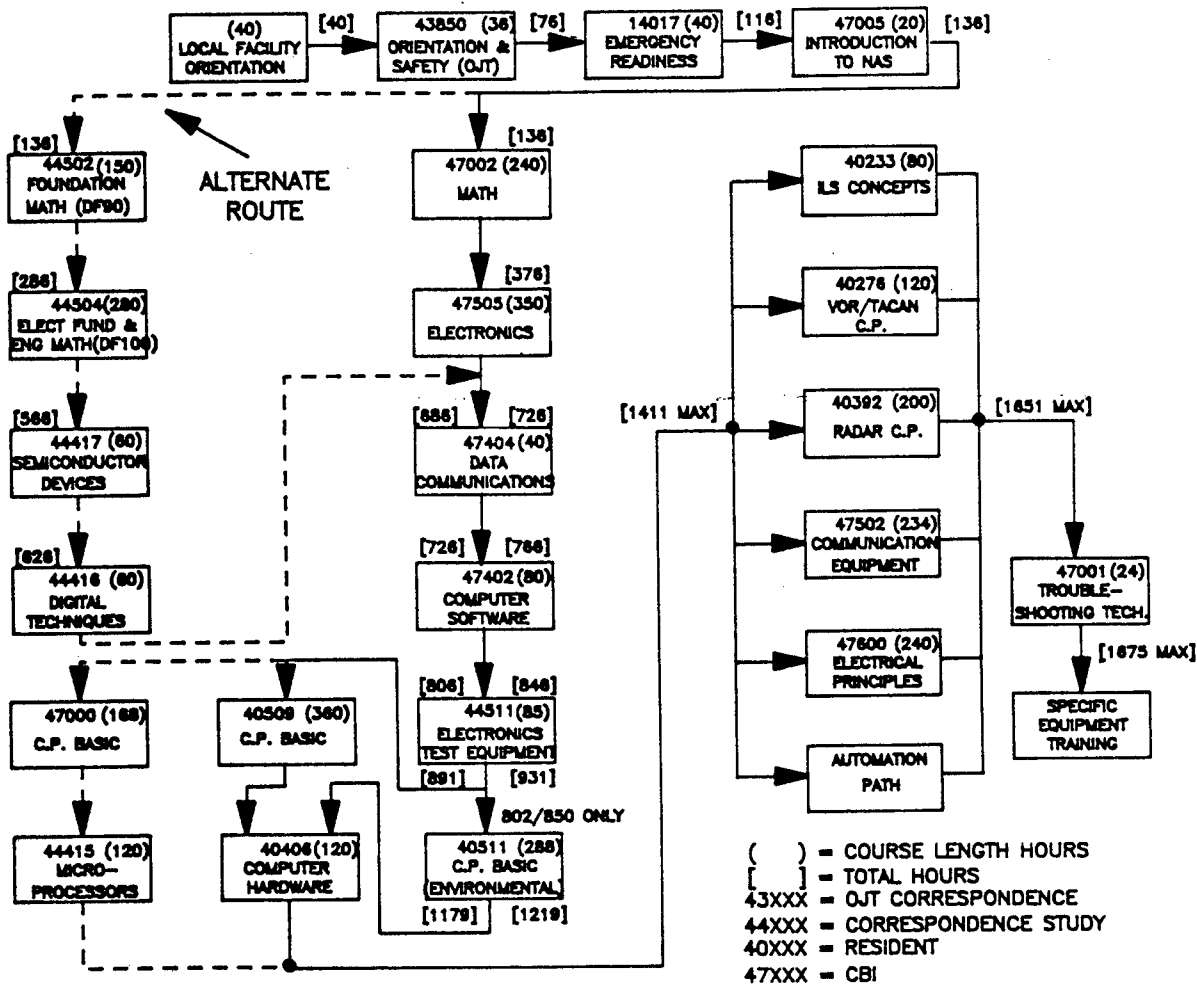 (40)
LOCAL FACILITY
ORIENTATION
[40]
43850 (36)
ORIENTATION &
SAFETY (OJT)
[76]
14017 (40)
EMERGENCY
READINESS
[116]
47005 (20)
INTRODUCTION
TO NAS
[136]
ALTERNATE
ROUTE
[136]
44502 (150)
FOUNDATION
MATH (DF90)
[286]
44504 (280)
ELECT FUND &
ENG MATH (DF100)
[566]
44417 (60)
SEMICONDUCTOR
DEVICES
[626]
44416 (60)
DIGITAL
TECHNIQUES
47000 (168)
C.P. BASIC
44415 (120)
MICRO-
PROCESSORS
40509 (360)
C.P. BASIC
40406 (120)
COMPUTER
HARDWARE
[136]
47002 (240)
MATH
[376]
47505 (350)
ELECTRONICS
[686] [726]
47404 (40)
DATA
COMMUNICATIONS
[726] [766]
47402 (80)
COMPUTER
SOFTWARE
[806] [846]
44511 (85)
ELECTRONICS
TEST EQUIPMENT
[891] [931]
802/850 ONLY
40511 (288)
C.P. BASIC
(ENVIRONMENTAL)
[1179] [1219]
[1411 MAX]
40233 (80)
ILS CONCEPTS
40276 (120)
VOR/TACAN
C.P.
40392 (200)
RADAR C.P.
47502 (234)
COMMUNICATION
EQUIPMENT
47600 (240)
ELECTRICAL
PRINCIPLES
AUTOMATION
PATH
[1651 MAX]
47001 (24)
TROUBLE-
SHOOTING TECH.
[1675 MAX]
SPECIFIC
EQUIPMENT
TRAINING
( ) = COURSE LENGTH HOURS
[ ] = TOTAL HOURS
43XXX = OJT CORRESPONDENCE
44XXX = CORRESPONDENCE STUDY
40XXX = RESIDENT
47XXX = CBI